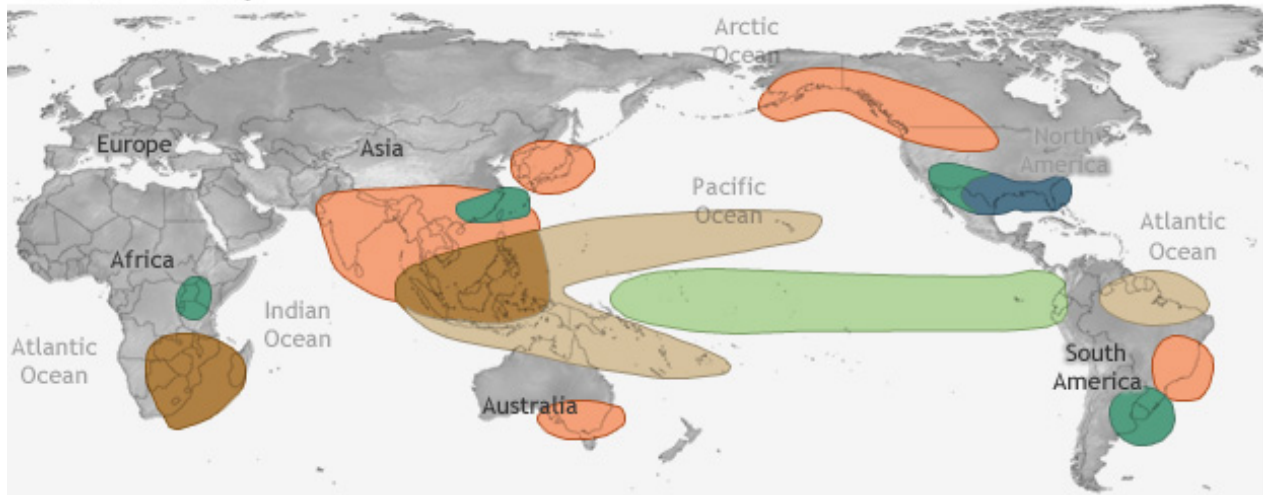 Arctic
Ocean
Europe
Asia
North
America
Pacific
Ocean
Atlantic
Ocean
Africa
Indian
Ocean
Atlantic
Ocean
South
America
Australia